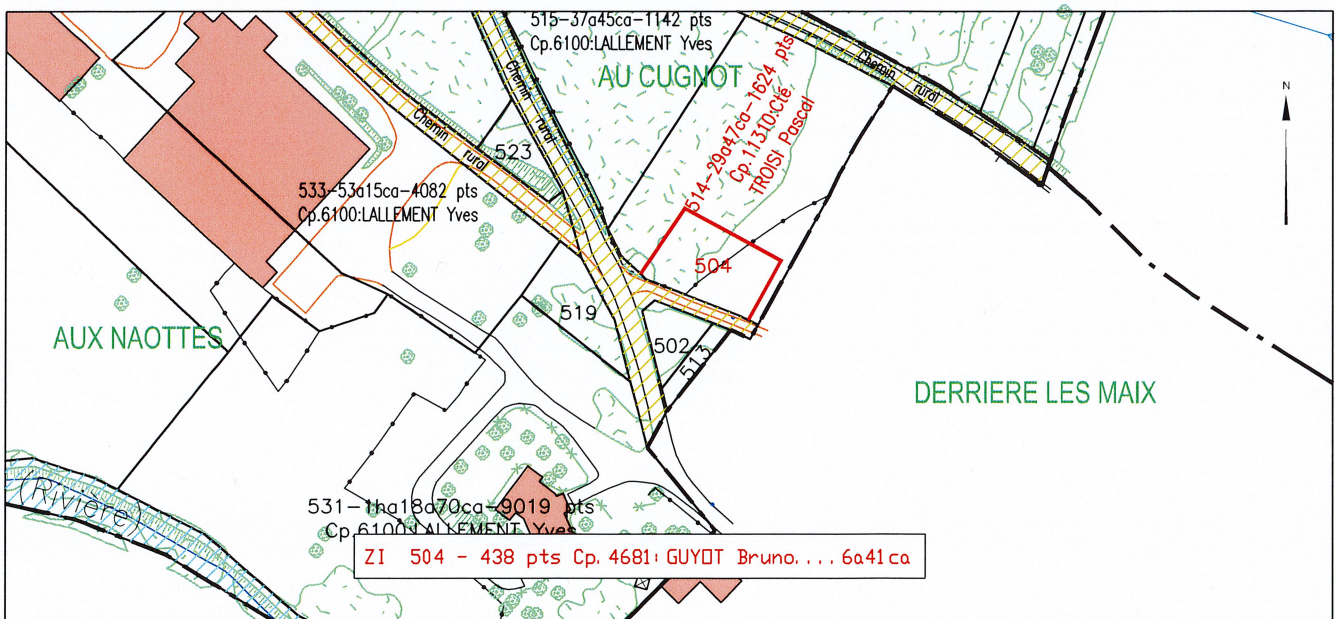 515-37a45ca-1142 pts
Cp.6100:LALLEMENT Yves
AU CUGNOT
514-29a47ca-1624 pts
Cp.11310:Cté
TROISI Pascal
Chemin
rural
Chemin
rural
Chemin
rural
N
523
533-53a15ca-4082 pts
Cp.6100:LALLEMENT Yves
504
519
502
513
AUX NAOTTES
DERRIERE LES MAIX
(Rivière)
531-1ha18a70ca-9019 pts
Cp.6100:LALLEMENT Yves
ZI 504 - 438 pts Cp. 4681: GUYOT Bruno.... 6a41ca